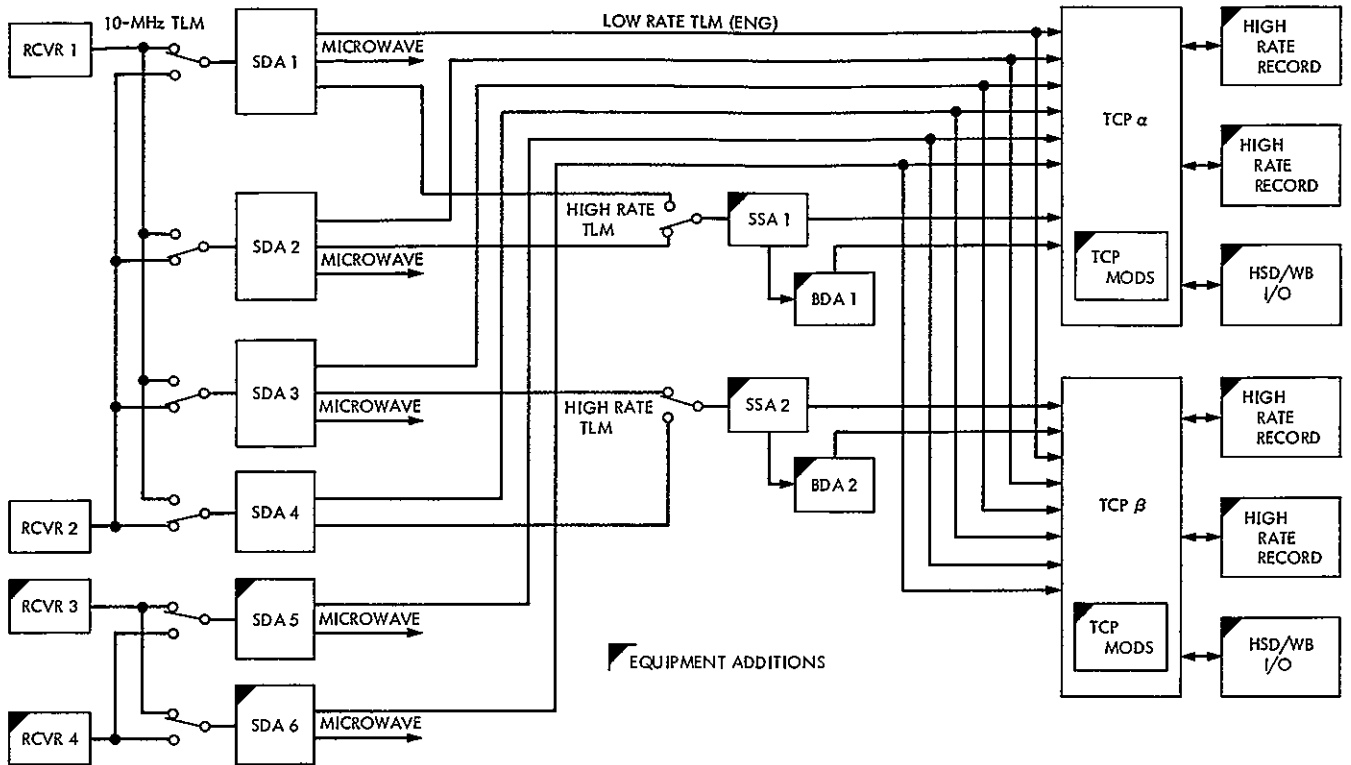 10-MHz TLM
RCVR 1
SDA 1
LOW RATE TLM (ENG)
MICROWAVE
TCP α
HIGH
RATE
RECORD
HIGH
RATE
RECORD
SDA 2
MICROWAVE
HIGH RATE
TLM
SSA 1
BDA 1
TCP
MODS
HSD/WB
I/O
SDA 3
MICROWAVE
HIGH RATE
TLM
SSA 2
BDA 2
HIGH
RATE
RECORD
RCVR 2
SDA 4
TCP β
HIGH
RATE
RECORD
RCVR 3
SDA 5
MICROWAVE
EQUIPMENT ADDITIONS
TCP
MODS
HSD/WB
I/O
RCVR 4
SDA 6
MICROWAVE